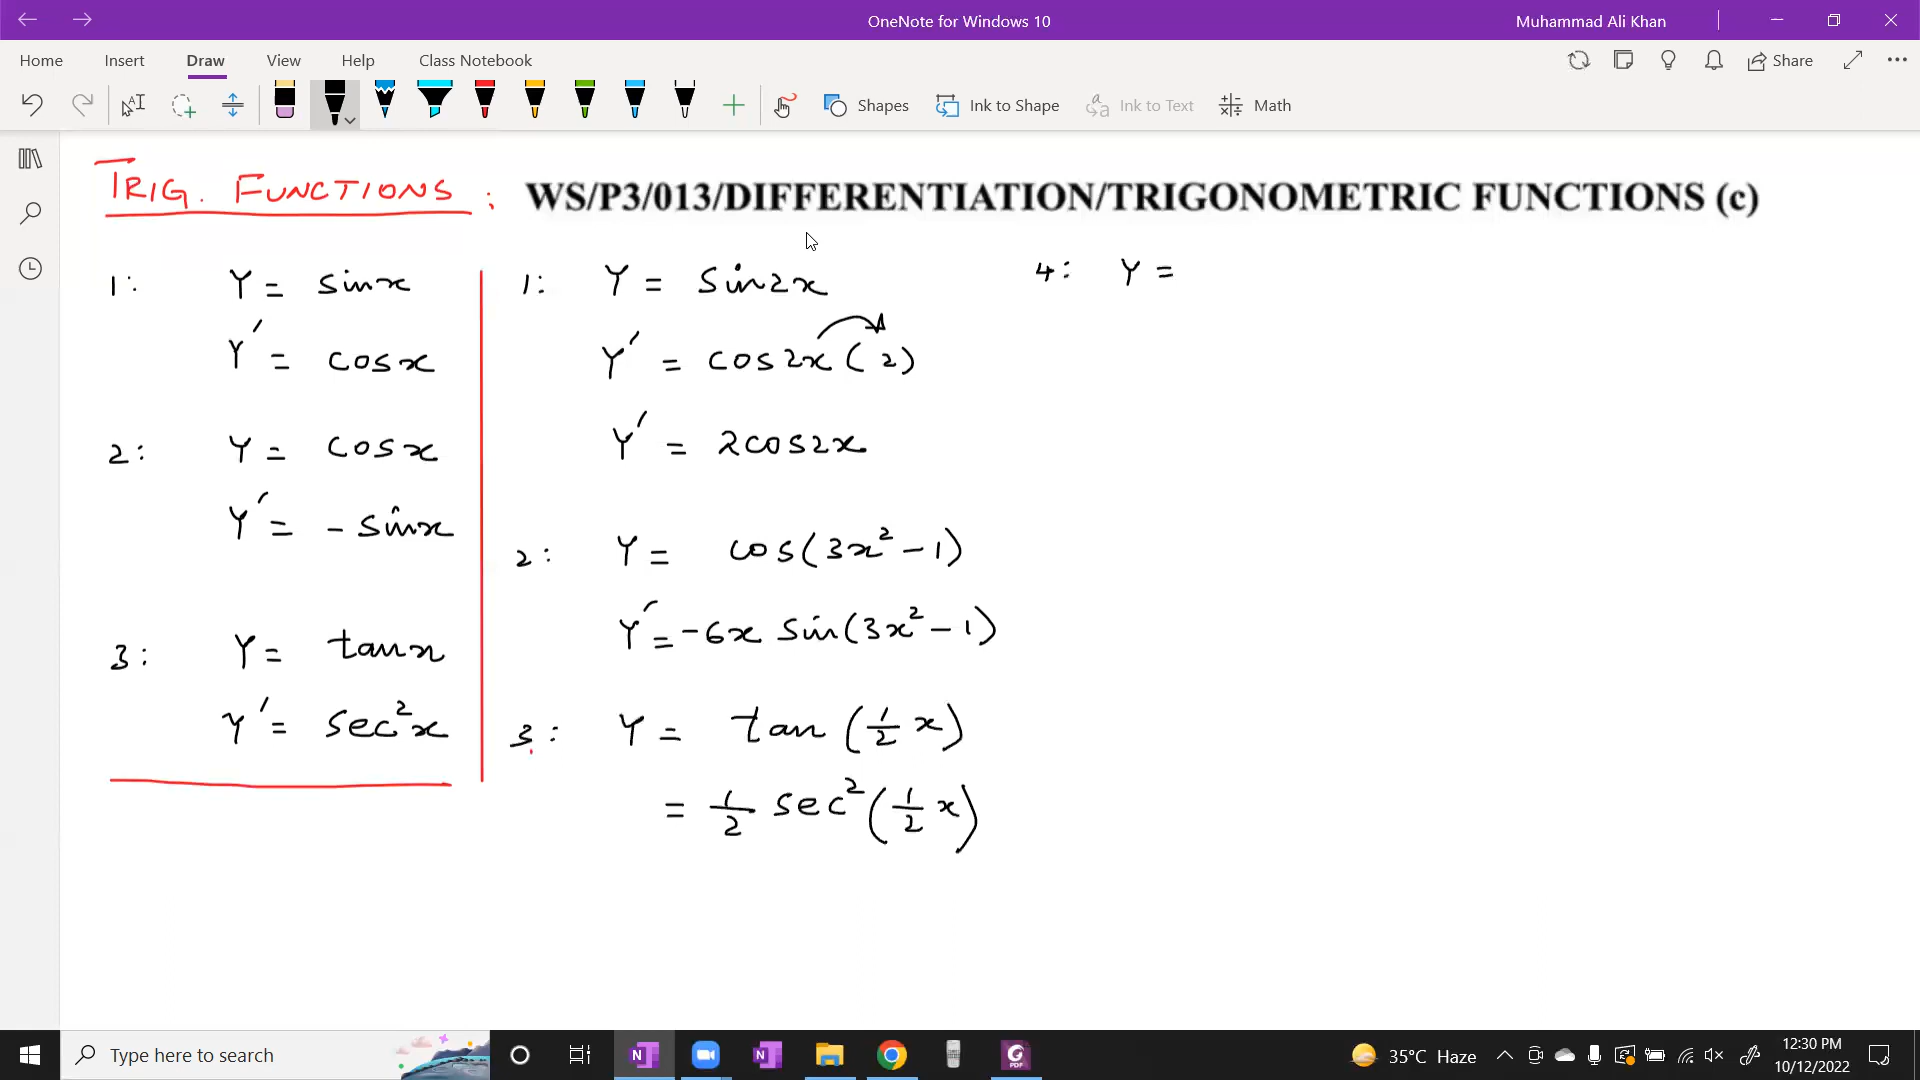 OneNote for Windows 10
Muhammad Ali Khan
Home Insert Draw View Help Class Notebook
Share
Shapes Ink to Shape Ink to Text Math
TRIG. FUNCTIONS :
WS/P3/013/DIFFERENTIATION/TRIGONOMETRIC FUNCTIONS (c)
1: Y = sinx
Y' = cosx
2: Y = cosx
Y' = - sinx
3: Y = tanx
Y' = sec²x
1: Y = sin2x
Y' = cos2x (2)
Y' = 2cos2x
2: Y = cos(3x² - 1)
Y' = -6x sin(3x² - 1)
3: Y = tan (1/2 x)
= 1/2 sec² (1/2 x)
4: Y =
Type here to search
35°C Haze
12:30 PM
10/12/2022